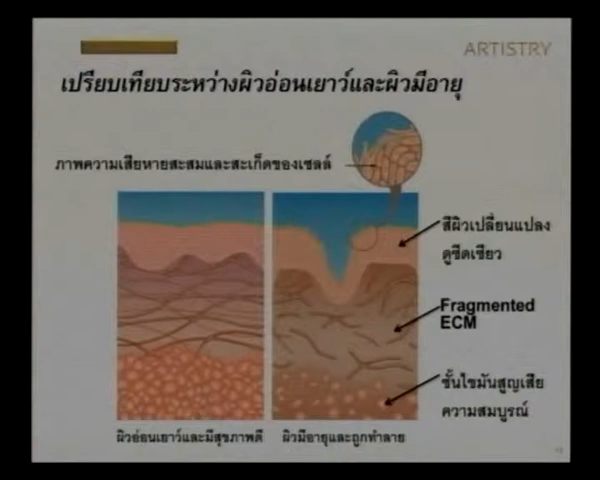 ARTISTRY
เปรียบเทียบระหว่างผิวอ่อนเยาว์และผิวมีอายุ
ภาพความเสียหายสะสมและสะเก็ดของเซลล์
สีผิวเปลี่ยนแปลง
ดูซีดเซียว
Fragmented
ECM
ชั้นไขมันสูญเสีย
ความสมบูรณ์
ผิวอ่อนเยาว์และมีสุขภาพดี
ผิวมีอายุและถูกทำลาย